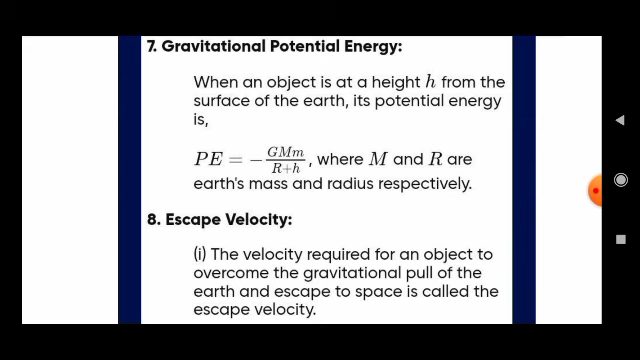 7. Gravitational Potential Energy:
When an object is at a height h from the
surface of the earth, its potential energy
is,
PE = −GMm/(R+h), where M and R are
earth's mass and radius respectively.
8. Escape Velocity:
(i) The velocity required for an object to
overcome the gravitational pull of the
earth and escape to space is called the
escape velocity.